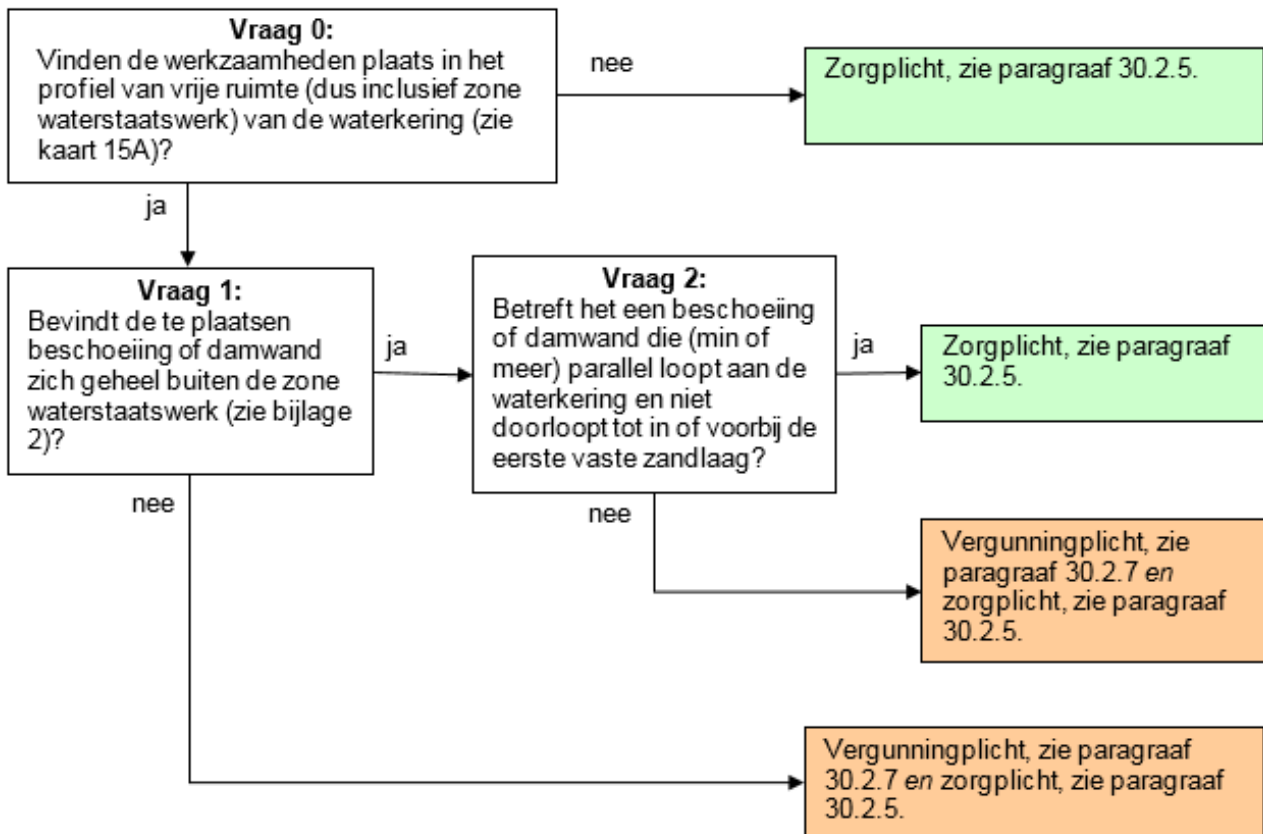 Vraag 0:
Vinden de werkzaamheden plaats in het
profiel van vrije ruimte (dus inclusief zone
waterstaatswerk) van de waterkering (zie
kaart 15A)?
nee
Zorgplicht, zie paragraaf 30.2.5.
ja
Vraag 1:
Bevindt de te plaatsen
beschoeiing of damwand
zich geheel buiten de zone
waterstaatswerk (zie bijlage
2)?
ja
Vraag 2:
Betreft het een beschoeiing
of damwand die (min of
meer) parallel loopt aan de
waterkering en niet
doorloopt tot in of voorbij de
eerste vaste zandlaag?
ja
Zorgplicht, zie paragraaf
30.2.5.
nee
nee
Vergunningplicht, zie
paragraaf 30.2.7 en
zorgplicht, zie paragraaf
30.2.5.
Vergunningplicht, zie paragraaf
30.2.7 en zorgplicht, zie paragraaf
30.2.5.